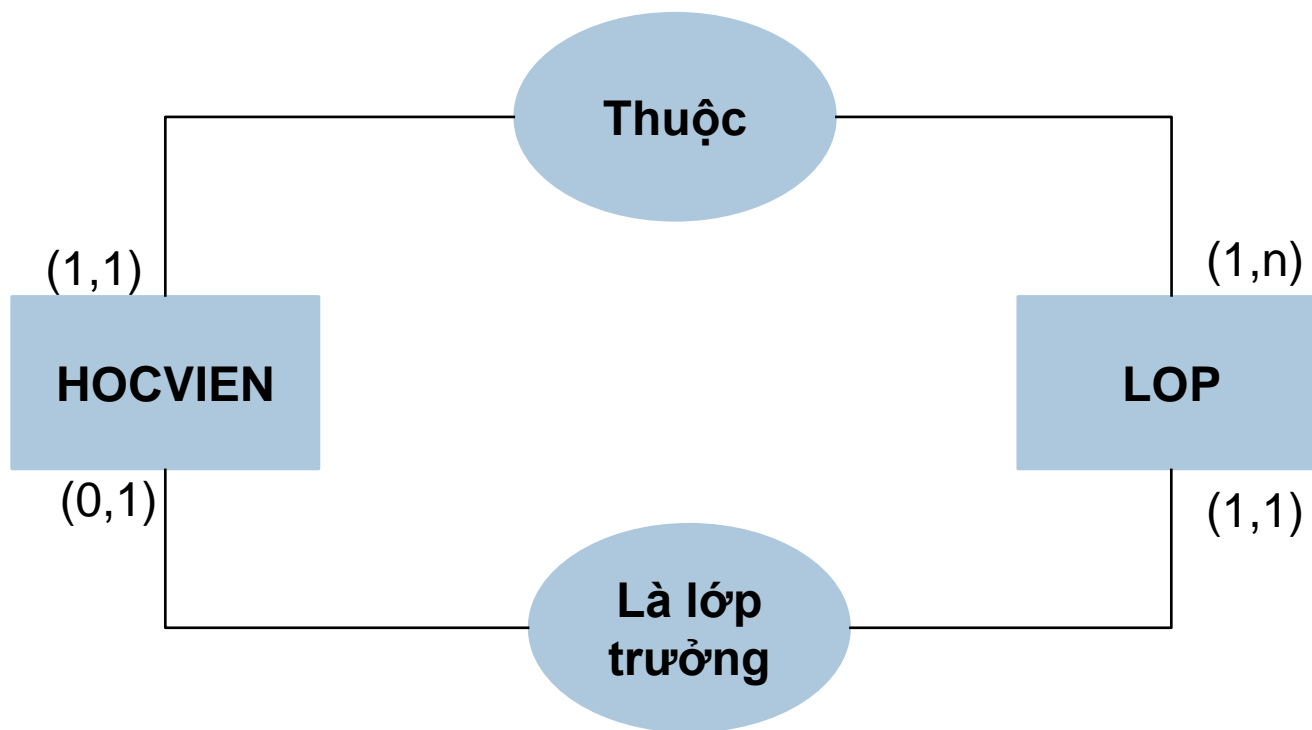 Thuộc
(1,1)
(1,n)
HOCVIEN
LOP
(0,1)
(1,1)
Là lớp
trưởng